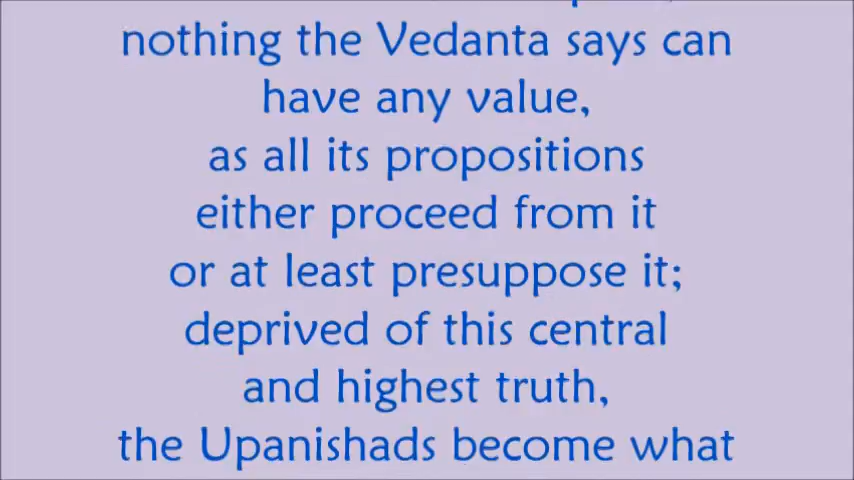 nothing the Vedanta says can
have any value,
as all its propositions
either proceed from it
or at least presuppose it;
deprived of this central
and highest truth,
the Upanishads become what